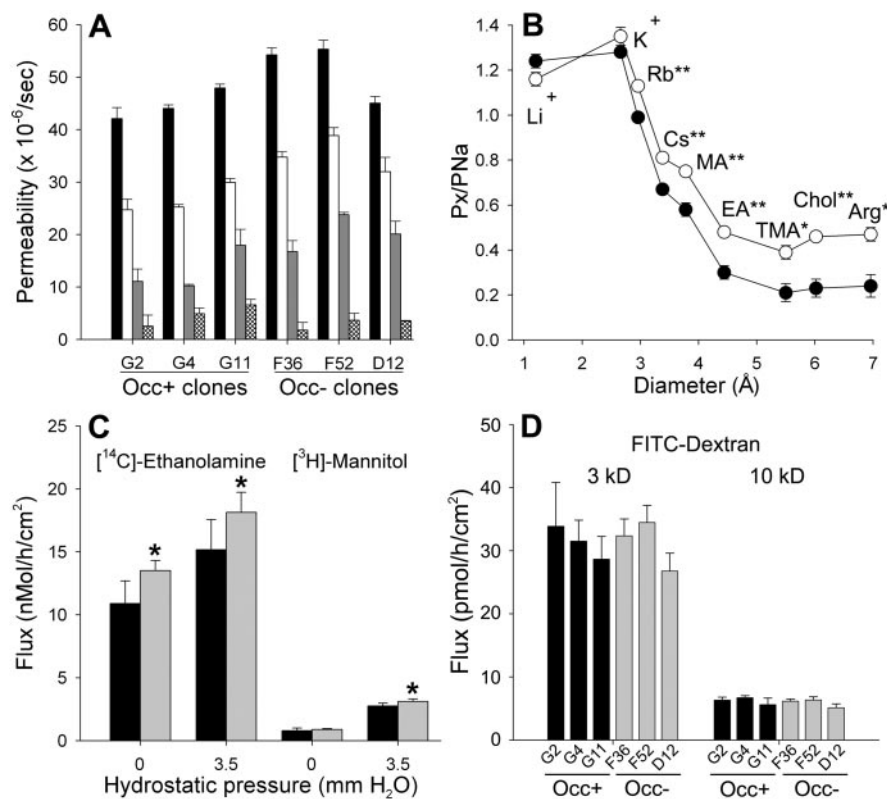 A
Permeability (x 10⁻⁶/sec)
60
50
40
30
20
10
0
G2 G4 G11 F36 F52 D12
Occ+ clones Occ- clones
B
Px/PNa
1.4
1.2
1.0
0.8
0.6
0.4
0.2
0.0
Li⁺
K⁺
Rb**
Cs**
MA**
EA**
TMA*
Chol**
Arg*
1 2 3 4 5 6 7
Diameter (Å)
C
Flux (nMol/h/cm²)
25
20
15
10
5
0
[¹⁴C]-Ethanolamine [³H]-Mannitol
* * *
0 3.5 0 3.5
Hydrostatic pressure (mm H₂O)
D
Flux (pmol/h/cm²)
50
40
30
20
10
0
FITC-Dextran
3 kD 10 kD
G2 G4 G11 F36 F52 D12 G2 G4 G11 F36 F52 D12
Occ+ Occ- Occ+ Occ-